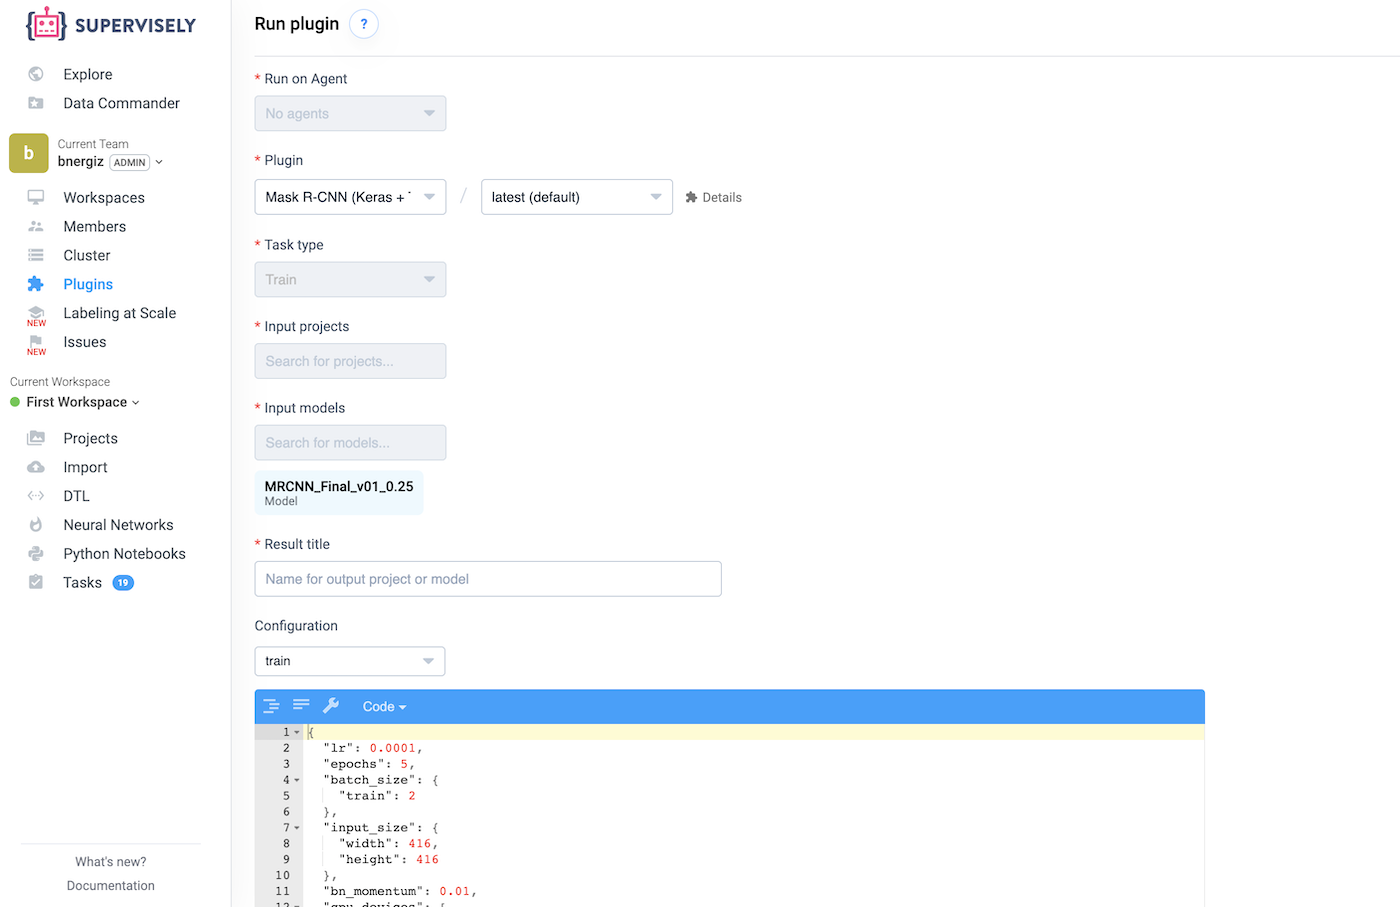 SUPERVISELY
Explore
Data Commander
b
Current Team
bnergiz ADMIN
Workspaces
Members
Cluster
Plugins
Labeling at Scale
NEW
Issues
NEW
Current Workspace
First Workspace
Projects
Import
DTL
Neural Networks
Python Notebooks
Tasks 19
What's new?
Documentation
Run plugin ?
* Run on Agent
No agents
* Plugin
Mask R-CNN (Keras + / latest (default) Details
* Task type
Train
* Input projects
Search for projects...
* Input models
Search for models...
MRCNN_Final_v01_0.25
Model
* Result title
Name for output project or model
Configuration
train
Code
1 {
2 "lr": 0.0001,
3 "epochs": 5,
4 "batch_size": {
5 "train": 2
6 },
7 "input_size": {
8 "width": 416,
9 "height": 416
10 },
11 "bn_momentum": 0.01,
12 "gpu_devices": [